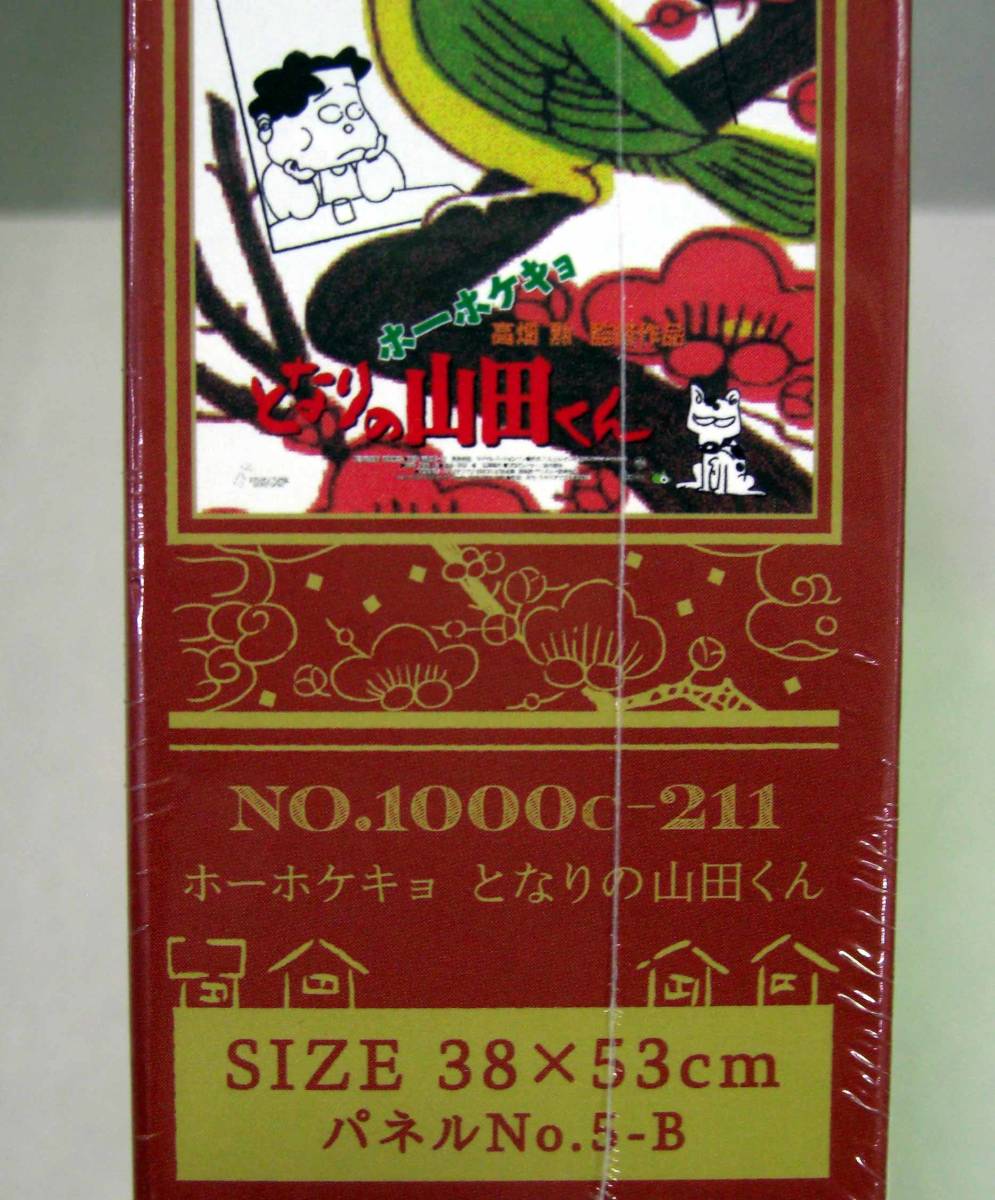 ホーホケキョ
高畑 勲 監督作品
となりの山田くん
NO.1000c-211
ホーホケキョ となりの山田くん
SIZE 38×53cm
パネルNo.5-B